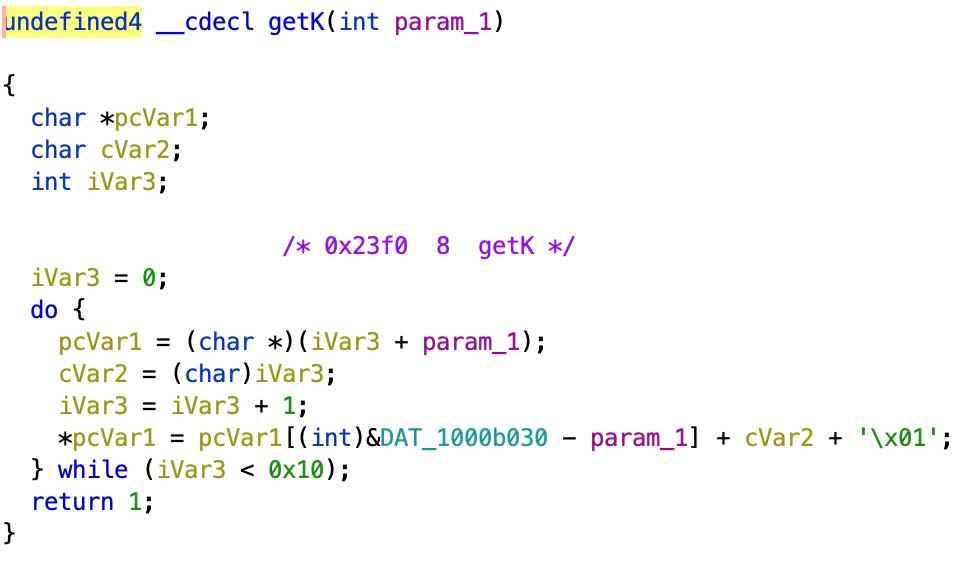 undefined4 __cdecl getK(int param_1)
{
char *pcVar1;
char cVar2;
int iVar3;
/* 0x23f0  8  getK */
iVar3 = 0;
do {
pcVar1 = (char *)(iVar3 + param_1);
cVar2 = (char)iVar3;
iVar3 = iVar3 + 1;
*pcVar1 = pcVar1[(int)&DAT_1000b030 - param_1] + cVar2 + '\x01';
} while (iVar3 < 0x10);
return 1;
}